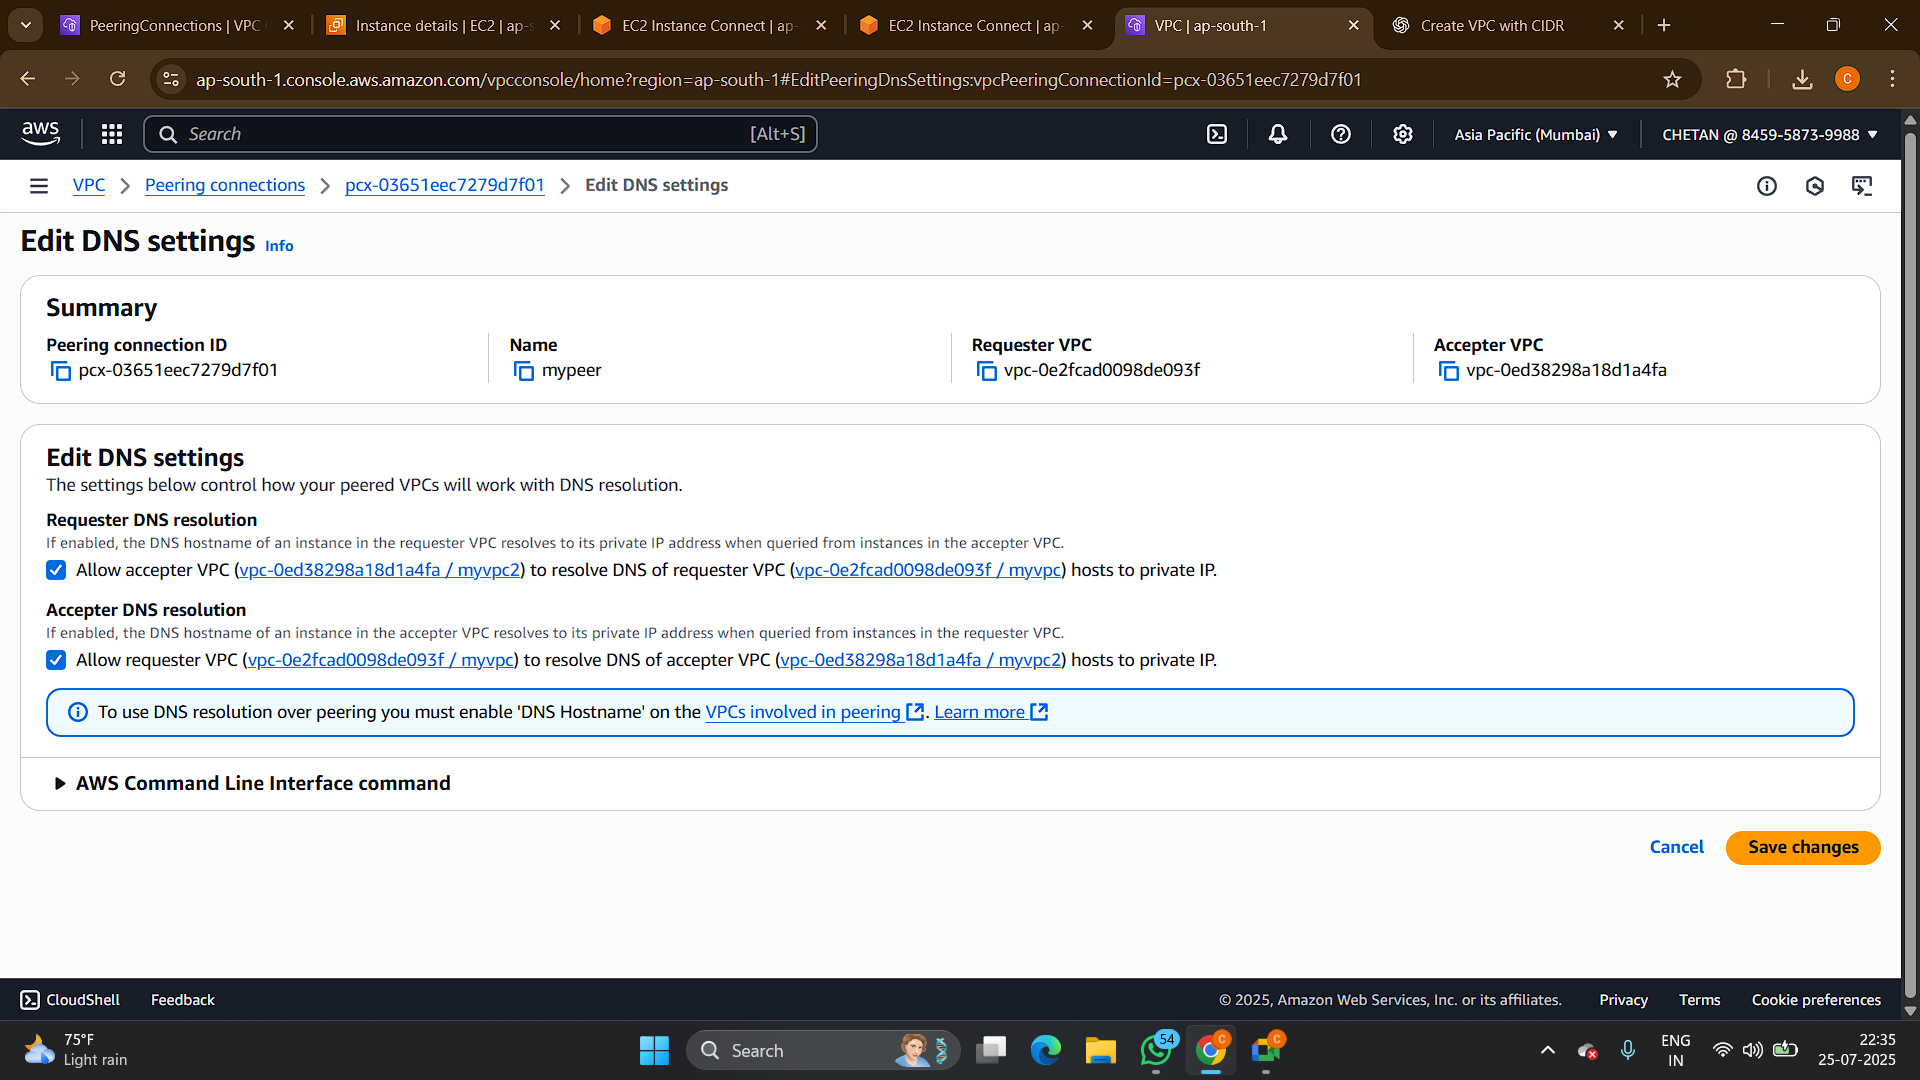 PeeringConnections | VPC
Instance details | EC2 | ap-s
EC2 Instance Connect | ap-
EC2 Instance Connect | ap-
VPC | ap-south-1
Create VPC with CIDR
ap-south-1.console.aws.amazon.com/vpcconsole/home?region=ap-south-1#EditPeeringDnsSettings:vpcPeeringConnectionId=pcx-03651eec7279d7f01
C
aws
Search
[Alt+S]
Asia Pacific (Mumbai)
CHETAN @ 8459-5873-9988
VPC > Peering connections > pcx-03651eec7279d7f01 > Edit DNS settings
Edit DNS settings Info
Summary
Peering connection ID
pcx-03651eec7279d7f01
Name
mypeer
Requester VPC
vpc-0e2fcad0098de093f
Accepter VPC
vpc-0ed38298a18d1a4fa
Edit DNS settings
The settings below control how your peered VPCs will work with DNS resolution.
Requester DNS resolution
If enabled, the DNS hostname of an instance in the requester VPC resolves to its private IP address when queried from instances in the accepter VPC.
Allow accepter VPC (vpc-0ed38298a18d1a4fa / myvpc2) to resolve DNS of requester VPC (vpc-0e2fcad0098de093f / myvpc) hosts to private IP.
Accepter DNS resolution
If enabled, the DNS hostname of an instance in the accepter VPC resolves to its private IP address when queried from instances in the requester VPC.
Allow requester VPC (vpc-0e2fcad0098de093f / myvpc) to resolve DNS of accepter VPC (vpc-0ed38298a18d1a4fa / myvpc2) hosts to private IP.
To use DNS resolution over peering you must enable 'DNS Hostname' on the VPCs involved in peering. Learn more
AWS Command Line Interface command
Cancel
Save changes
CloudShell
Feedback
© 2025, Amazon Web Services, Inc. or its affiliates.
Privacy
Terms
Cookie preferences
75°F
Light rain
Search
54
C
C
ENG
IN
22:35
25-07-2025